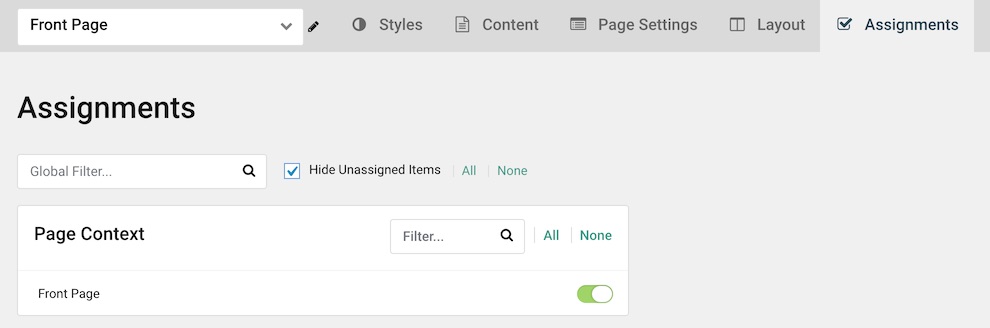 Front Page Styles Content Page Settings Layout Assignments
Assignments
Global Filter... Hide Unassigned Items All None
Page Context Filter... All None
Front Page